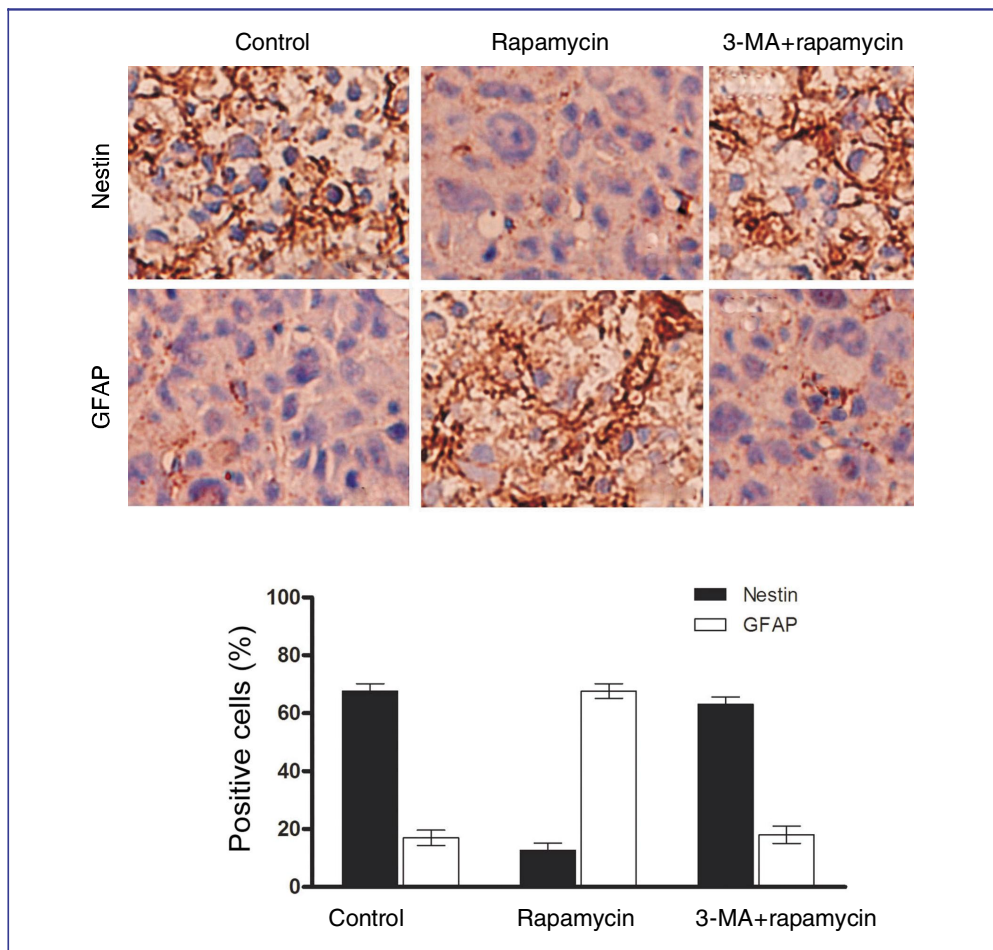 Control Rapamycin 3-MA+rapamycin
Nestin
GFAP
Nestin
GFAP
Positive cells (%)
100
80
60
40
20
0
Control Rapamycin 3-MA+rapamycin